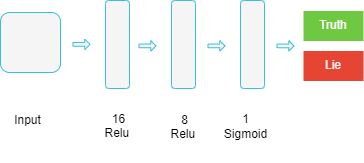 Truth
Lie
Input
16
Relu
8
Relu
1
Sigmoid